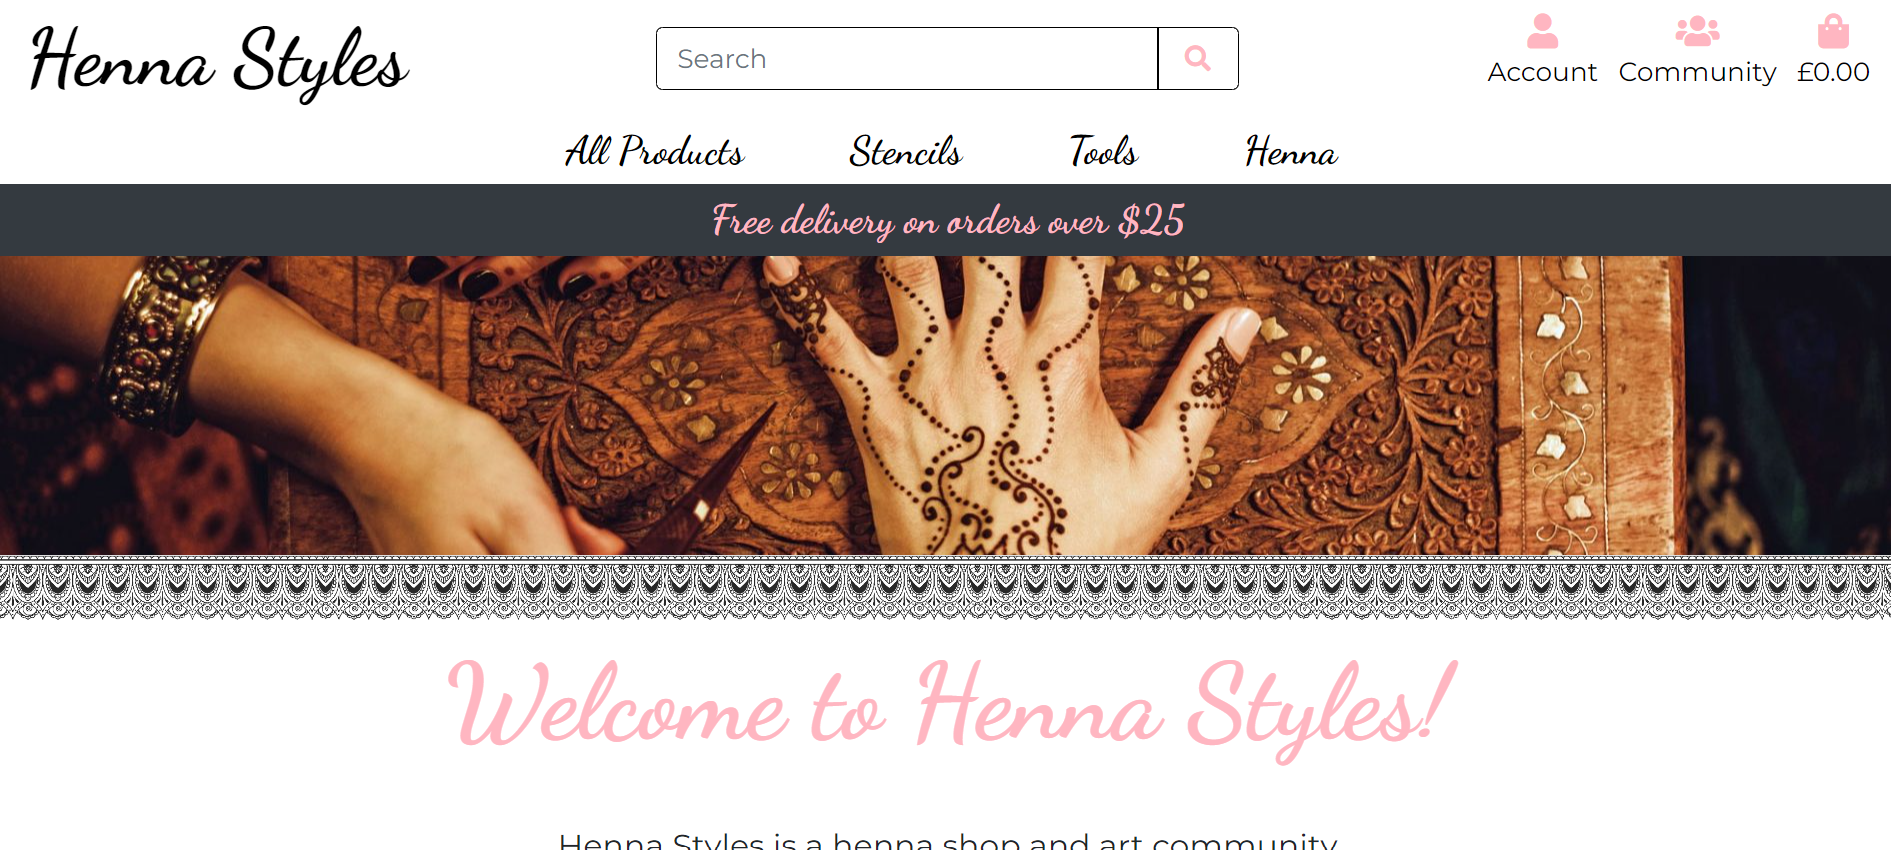 Henna Styles
Search
Account Community £0.00
All Products Stencils Tools Henna
Free delivery on orders over $25
Welcome to Henna Styles!
Henna Styles is a henna shop and art community